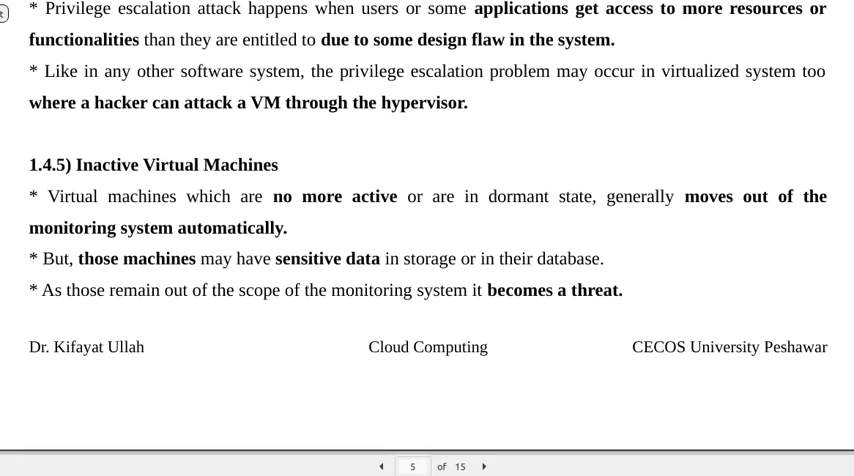 * Privilege escalation attack happens when users or some applications get access to more resources or
functionalities than they are entitled to due to some design flaw in the system.
* Like in any other software system, the privilege escalation problem may occur in virtualized system too
where a hacker can attack a VM through the hypervisor.
1.4.5) Inactive Virtual Machines
* Virtual machines which are no more active or are in dormant state, generally moves out of the
monitoring system automatically.
* But, those machines may have sensitive data in storage or in their database.
* As those remain out of the scope of the monitoring system it becomes a threat.
Dr. Kifayat Ullah Cloud Computing CECOS University Peshawar
5 of 15